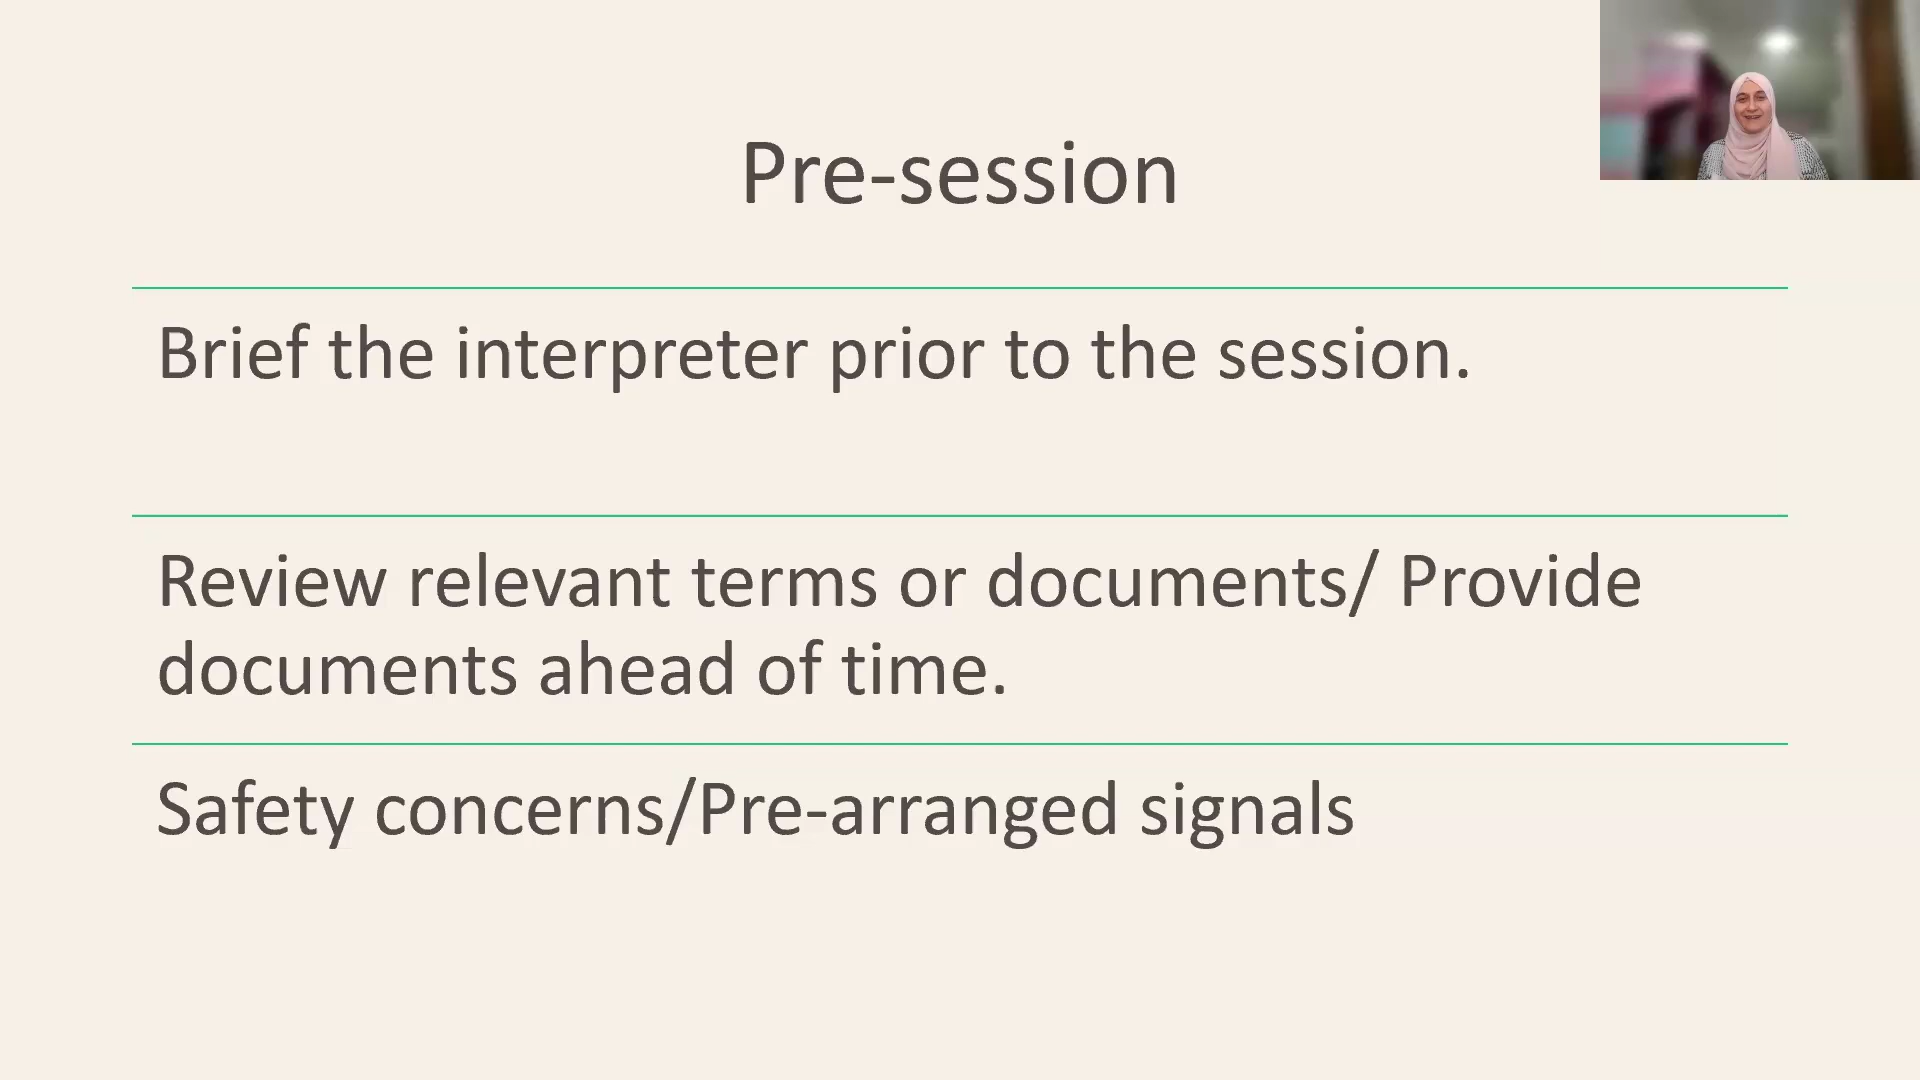 Pre-session
Brief the interpreter prior to the session.
Review relevant terms or documents/ Provide
documents ahead of time.
Safety concerns/Pre-arranged signals